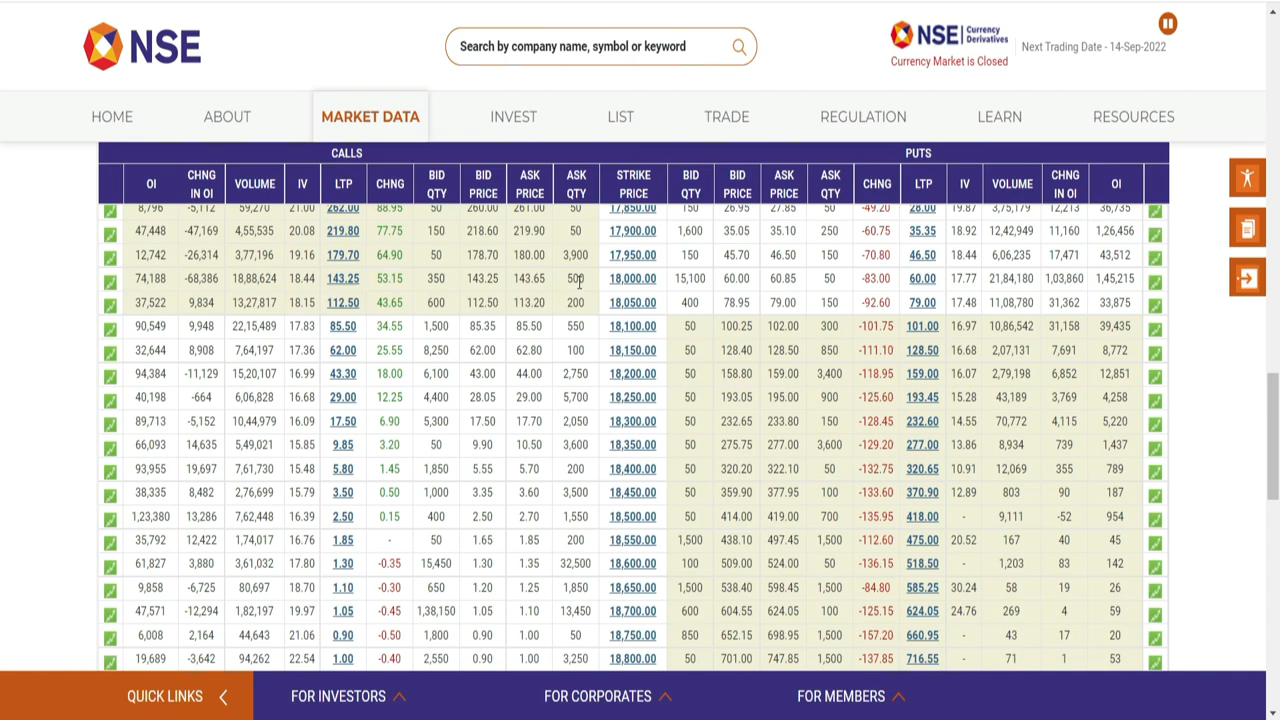 NSE
Search by company name, symbol or keyword
NSE Currency Derivatives
Currency Market is Closed
Next Trading Date - 14-Sep-2022
HOME ABOUT MARKET DATA INVEST LIST TRADE REGULATION LEARN RESOURCES
CALLS PUTS
OI CHNG IN OI VOLUME IV LTP CHNG BID QTY BID PRICE ASK PRICE ASK QTY STRIKE PRICE BID QTY BID PRICE ASK PRICE ASK QTY CHNG LTP IV VOLUME CHNG IN OI OI
8,796 -5,112 59,270 21.00 262.00 88.95 50 260.00 261.00 50 17,850.00 150 26.95 27.85 50 -49.20 28.00 19.87 3,75,179 12,213 36,735
47,448 -47,169 4,55,535 20.08 219.80 77.75 150 218.60 219.90 50 17,900.00 1,600 35.05 35.10 250 -60.75 35.35 18.92 12,42,949 11,160 1,26,456
12,742 -26,314 3,77,196 19.16 179.70 64.90 50 178.70 180.00 3,900 17,950.00 150 45.70 46.50 150 -70.80 46.50 18.44 6,06,235 17,471 43,512
74,188 -68,386 18,88,624 18.44 143.25 53.15 350 143.25 143.65 500 18,000.00 15,100 60.00 60.85 50 -83.00 60.00 17.77 21,84,180 1,03,860 1,45,215
37,522 9,834 13,27,817 18.15 112.50 43.65 600 112.50 113.20 200 18,050.00 400 78.95 79.00 150 -92.60 79.00 17.48 11,08,780 31,362 33,875
90,549 9,948 22,15,489 17.83 85.50 34.55 1,500 85.35 85.50 550 18,100.00 50 100.25 102.00 300 -101.75 101.00 16.97 10,86,542 31,158 39,435
32,644 8,908 7,64,197 17.36 62.00 25.55 8,250 62.00 62.80 100 18,150.00 50 128.40 128.50 850 -111.10 128.50 16.68 2,07,131 7,691 8,772
94,384 -11,129 15,20,107 16.99 43.30 18.00 6,100 43.00 44.00 2,750 18,200.00 50 158.80 159.00 3,400 -118.95 159.00 16.07 2,79,198 6,852 12,851
40,198 -664 6,06,828 16.68 29.00 12.25 4,400 28.05 29.00 5,700 18,250.00 50 193.05 195.00 900 -125.60 193.45 15.28 43,189 3,769 4,258
89,713 -5,152 10,44,979 16.09 17.50 6.90 5,300 17.50 17.70 2,050 18,300.00 50 232.65 233.80 150 -128.45 232.60 14.55 70,772 4,115 5,220
66,093 14,635 5,49,021 15.85 9.85 3.20 50 9.90 10.50 3,600 18,350.00 50 275.75 277.00 3,600 -129.20 277.00 13.86 8,934 739 1,437
93,955 19,697 7,61,730 15.48 5.80 1.45 1,850 5.55 5.70 200 18,400.00 50 320.20 322.10 50 -132.75 320.65 10.91 12,069 355 789
38,335 8,482 2,76,699 15.79 3.50 0.50 1,000 3.35 3.60 3,500 18,450.00 50 359.90 377.95 100 -133.60 370.90 12.89 803 90 187
1,23,380 13,286 7,62,448 16.39 2.50 0.15 400 2.50 2.70 1,550 18,500.00 50 414.00 419.00 700 -135.95 418.00 - 9,111 -52 954
35,792 12,422 1,74,017 16.76 1.85 - 50 1.65 1.85 200 18,550.00 1,500 438.10 497.45 1,500 -112.60 475.00 20.52 167 40 45
61,827 3,880 3,61,032 17.80 1.30 -0.35 15,450 1.30 1.35 32,500 18,600.00 100 509.00 524.00 50 -136.15 518.50 - 1,203 83 142
9,858 -6,725 80,697 18.70 1.10 -0.30 650 1.20 1.25 1,850 18,650.00 1,500 538.40 598.45 1,500 -84.80 585.25 30.24 58 19 26
47,571 -12,294 1,82,197 19.97 1.05 -0.45 1,38,150 1.05 1.10 13,450 18,700.00 600 604.55 624.05 100 -125.15 624.05 24.76 269 4 59
6,008 2,164 44,643 21.06 0.90 -0.50 1,800 0.90 1.00 50 18,750.00 850 652.15 698.95 1,500 -157.20 660.95 - 43 17 20
19,689 -3,642 94,262 22.54 1.00 -0.40 2,550 0.90 1.00 3,250 18,800.00 50 701.00 747.85 1,500 -137.85 716.55 - 71 1 53
QUICK LINKS FOR INVESTORS FOR CORPORATES FOR MEMBERS